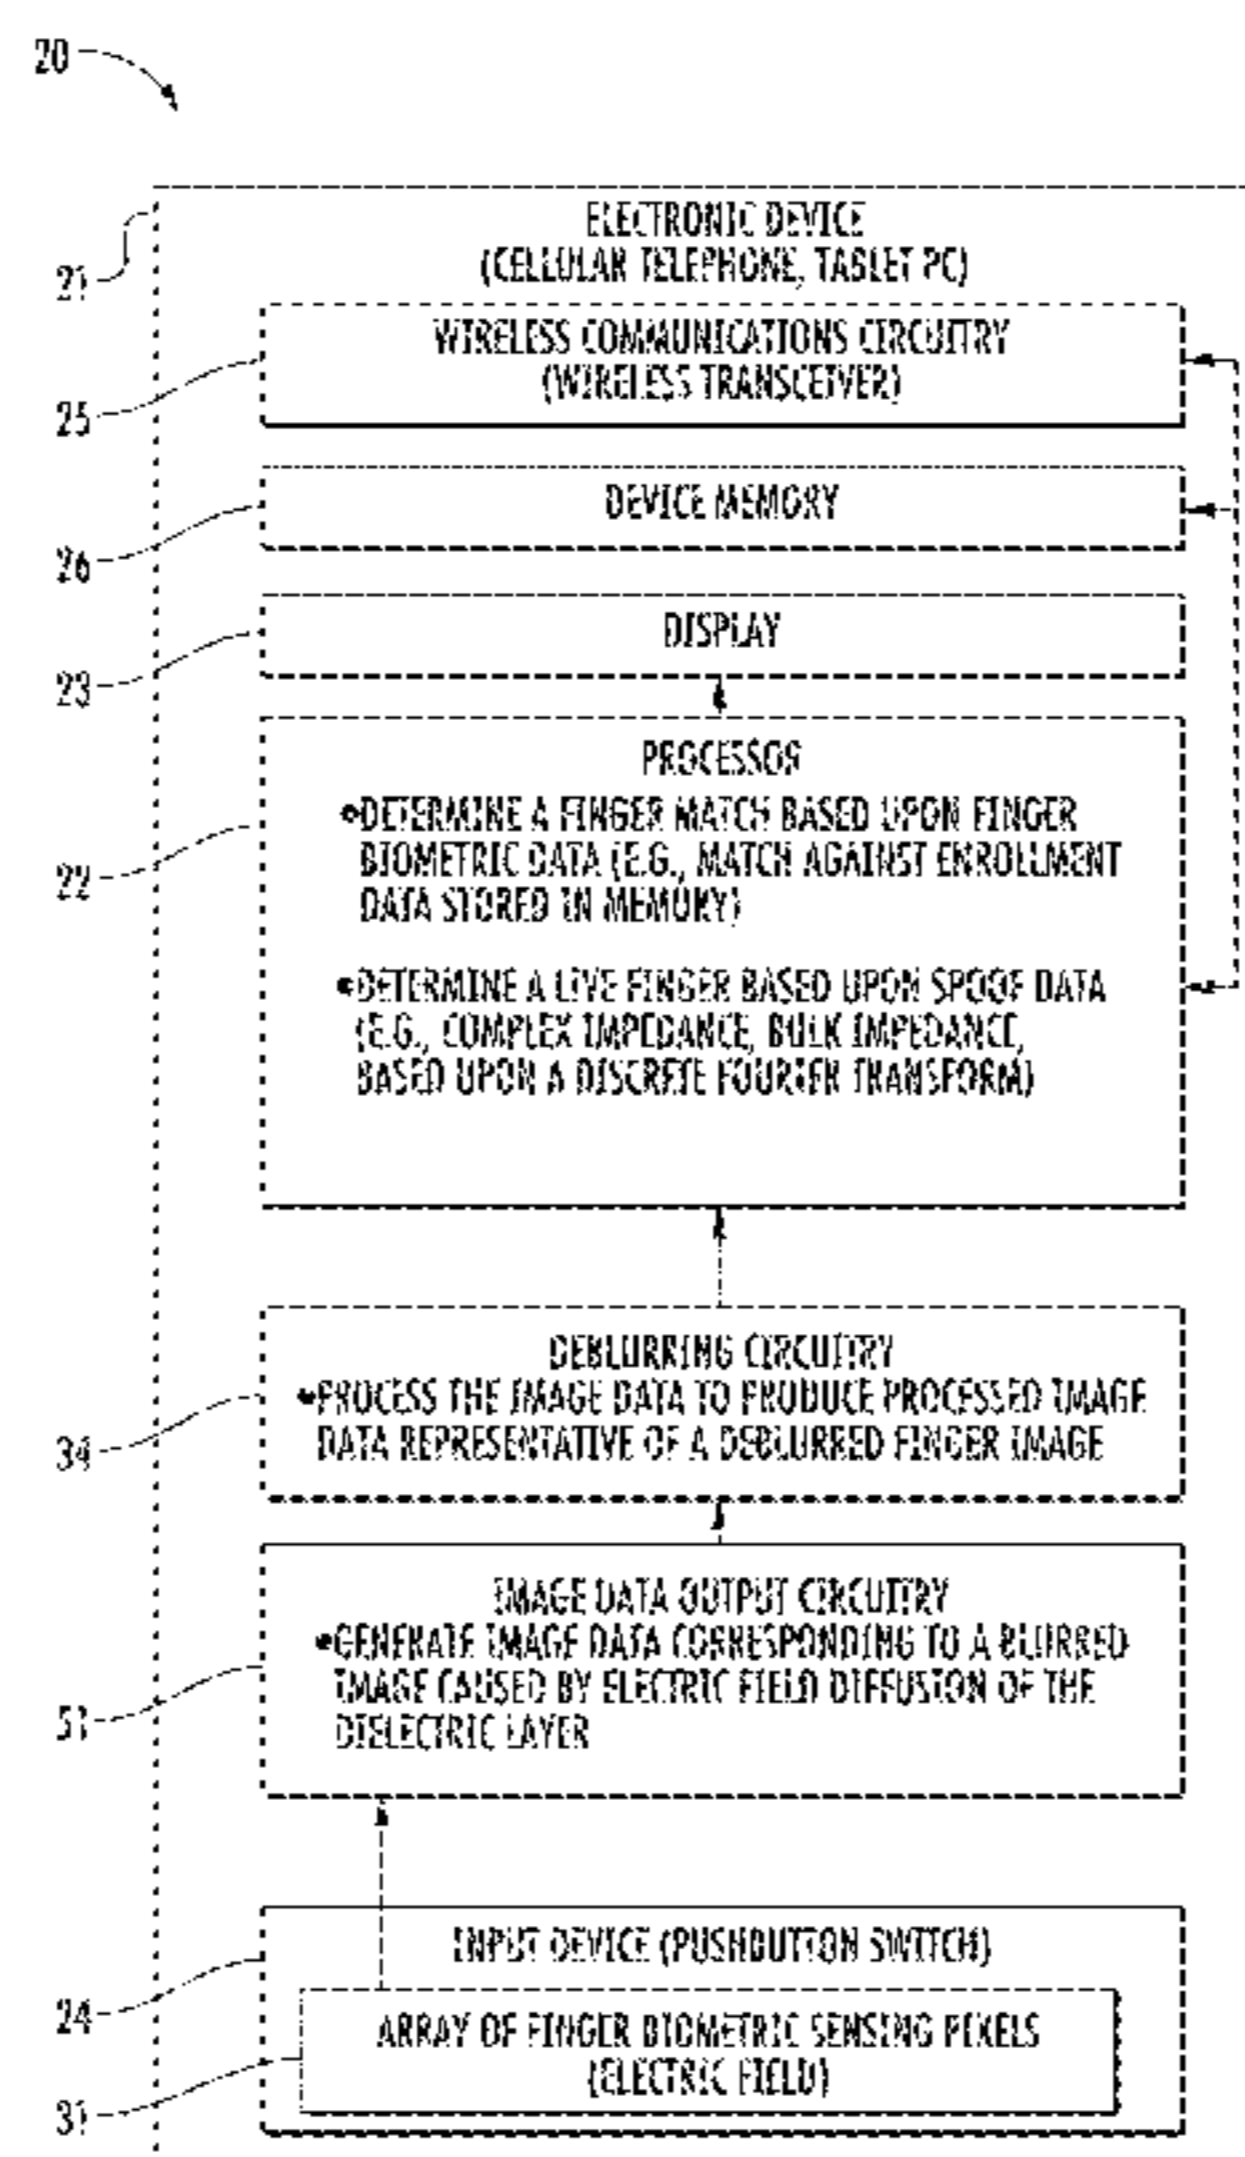 20
21
ELECTRONIC DEVICE
(CELLULAR TELEPHONE, TABLET PC)
25
WIRELESS COMMUNICATIONS CIRCUITRY
(WIRELESS TRANSCEIVER)
26
DEVICE MEMORY
23
DISPLAY
22
PROCESSOR
•DETERMINE A FINGER MATCH BASED UPON FINGER
BIOMETRIC DATA (E.G., MATCH AGAINST ENROLLMENT
DATA STORED IN MEMORY)
•DETERMINE A LIVE FINGER BASED UPON SPOOF DATA
(E.G., COMPLEX IMPEDANCE, BULK IMPEDANCE,
BASED UPON A DISCRETE FOURIER TRANSFORM)
34
DEBLURRING CIRCUITRY
•PROCESS THE IMAGE DATA TO PRODUCE PROCESSED IMAGE
DATA REPRESENTATIVE OF A DEBLURRED FINGER IMAGE
51
IMAGE DATA OUTPUT CIRCUITRY
•GENERATE IMAGE DATA CORRESPONDING TO A BLURRED
IMAGE CAUSED BY ELECTRIC FIELD DIFFUSION OF THE
DIELECTRIC LAYER
24
INPUT DEVICE (PUSHBUTTON SWITCH)
31
ARRAY OF FINGER BIOMETRIC SENSING PIXELS
(ELECTRIC FIELD)